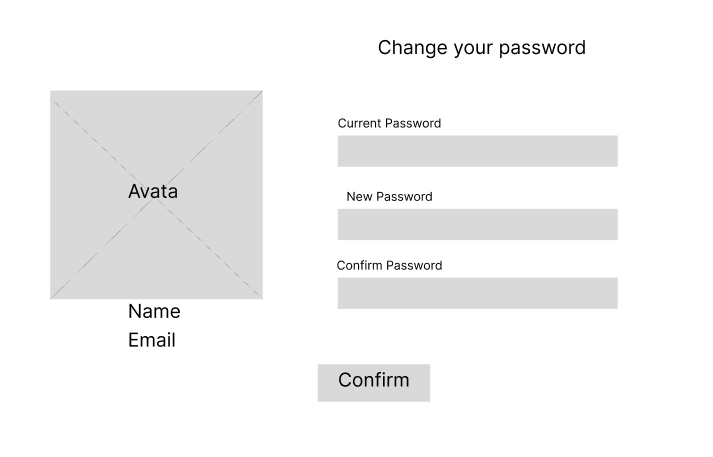 Change your password
Current Password
New Password
Confirm Password
Avata
Name
Email
Confirm